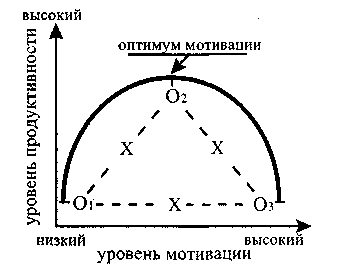 высокий
оптимум мотивации
уровень продуктивности
O2
X
X
O1
X
O3
низкий
высокий
уровень мотивации